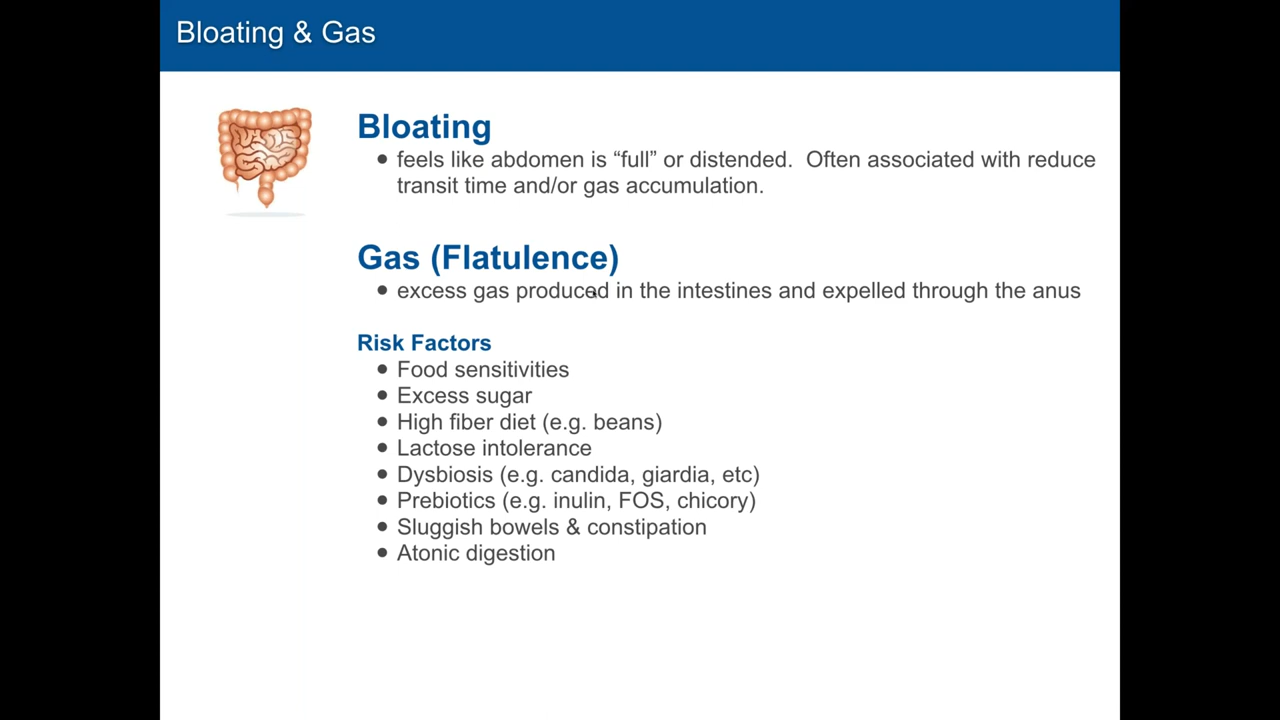 Bloating & Gas
Bloating
• feels like abdomen is “full” or distended.  Often associated with reduce
transit time and/or gas accumulation.
Gas (Flatulence)
• excess gas produced in the intestines and expelled through the anus
Risk Factors
• Food sensitivities
• Excess sugar
• High fiber diet (e.g. beans)
• Lactose intolerance
• Dysbiosis (e.g. candida, giardia, etc)
• Prebiotics (e.g. inulin, FOS, chicory)
• Sluggish bowels & constipation
• Atonic digestion